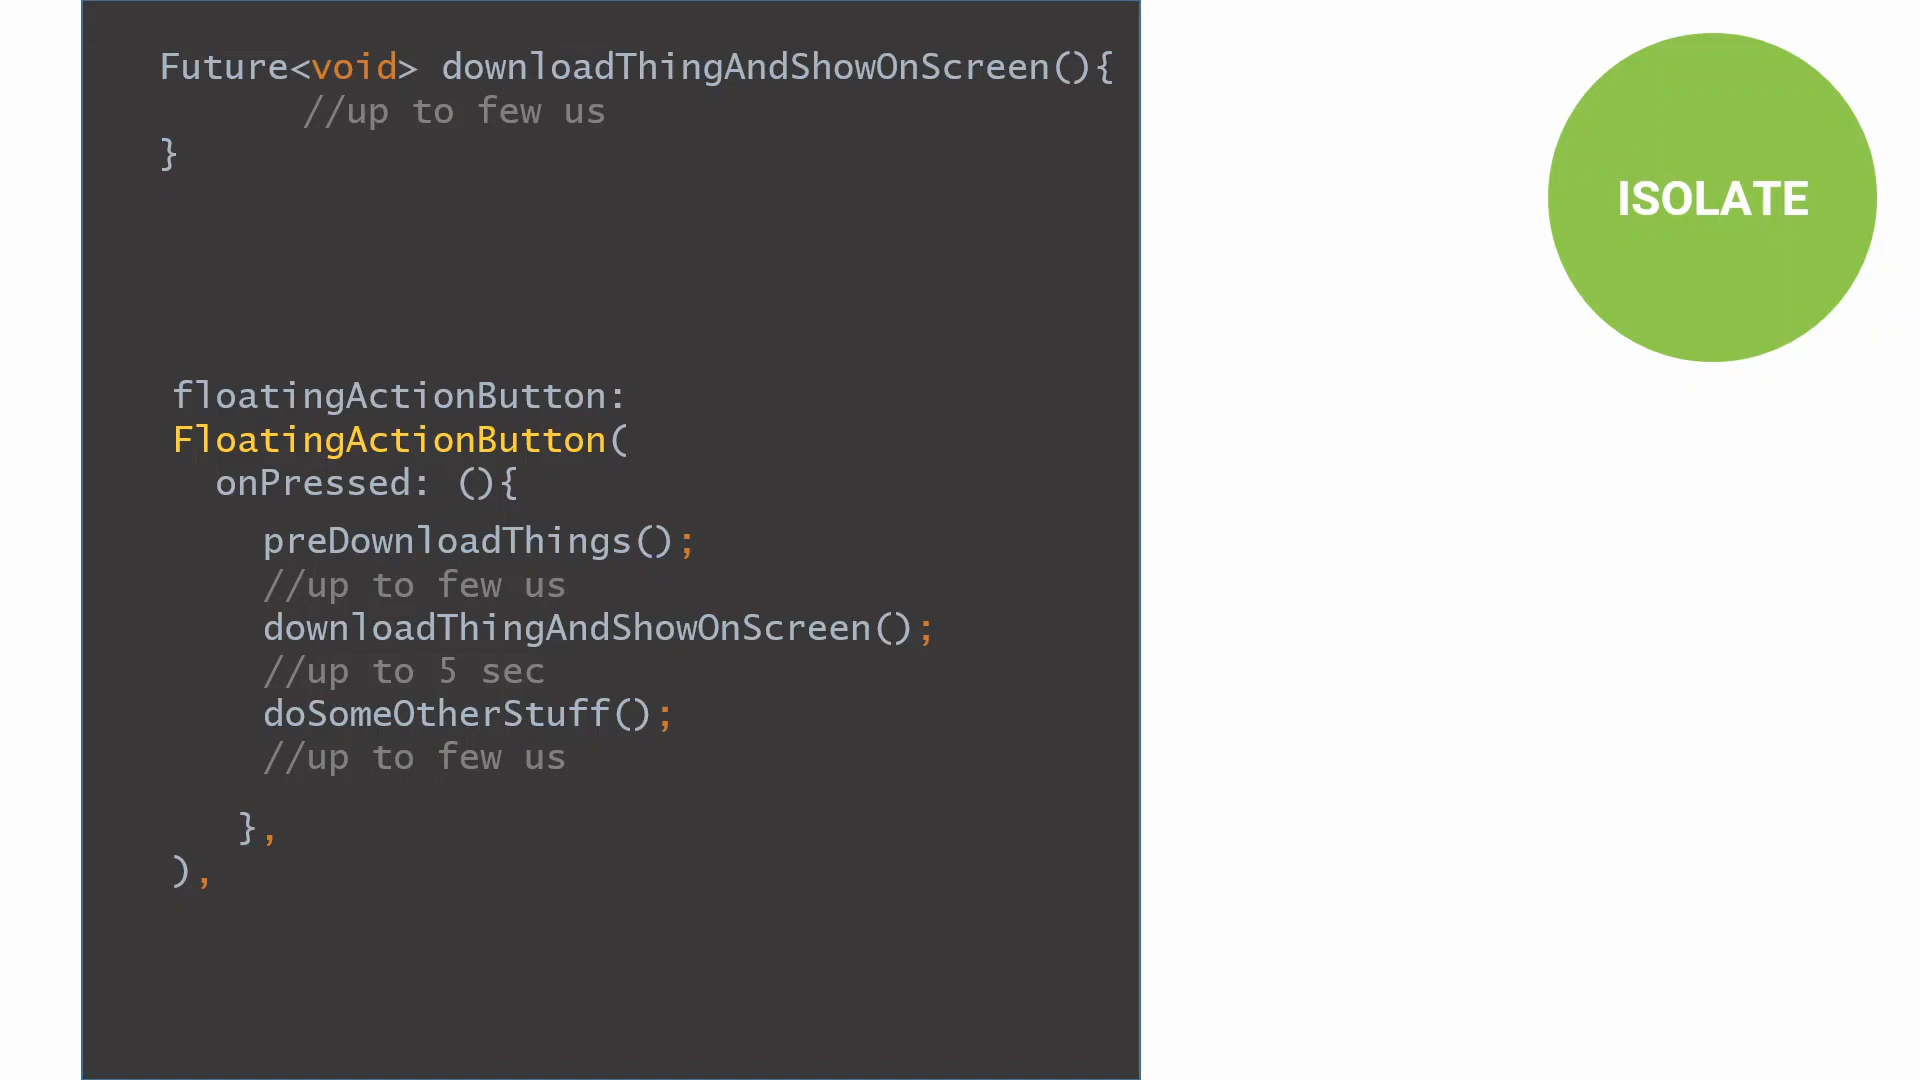 Future<void> downloadThingAndShowOnScreen(){
//up to few us
}
ISOLATE
floatingActionButton:
FloatingActionButton(
onPressed: (){
preDownloadThings();
//up to few us
downloadThingAndShowOnScreen();
//up to 5 sec
doSomeOtherStuff();
//up to few us
},
),